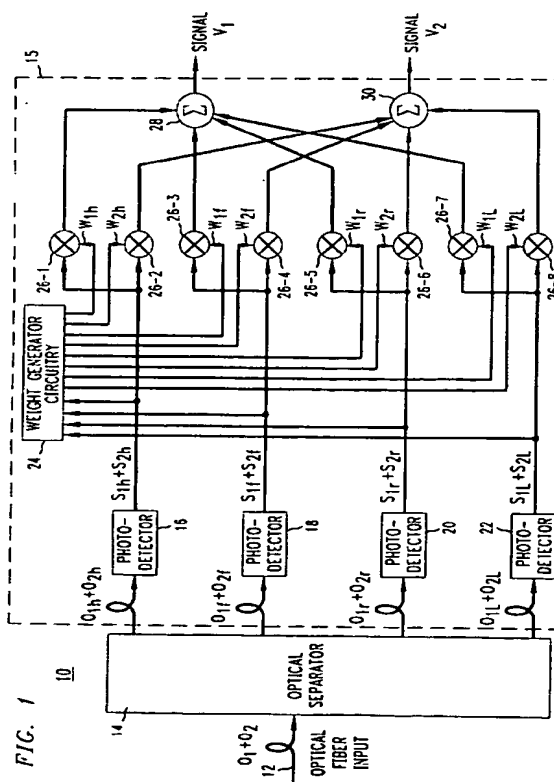 FIG. 1
10
15
WEIGHT GENERATOR
CIRCUITRY
24
W1h
W2h
W1f
W2f
W1r
W2r
W1L
W2L
26-1
26-2
26-3
26-4
26-5
26-6
26-7
26-8
Σ
28
Σ
30
SIGNAL
V1
SIGNAL
V2
S1h+S2h
S1f+S2f
S1r+S2r
S1L+S2L
PHOTO-
DETECTOR
16
PHOTO-
DETECTOR
18
PHOTO-
DETECTOR
20
PHOTO-
DETECTOR
22
O1h+O2h
O1f+O2f
O1r+O2r
O1L+O2L
14
OPTICAL
SEPARATOR
O1+O2
12
OPTICAL
FIBER
INPUT